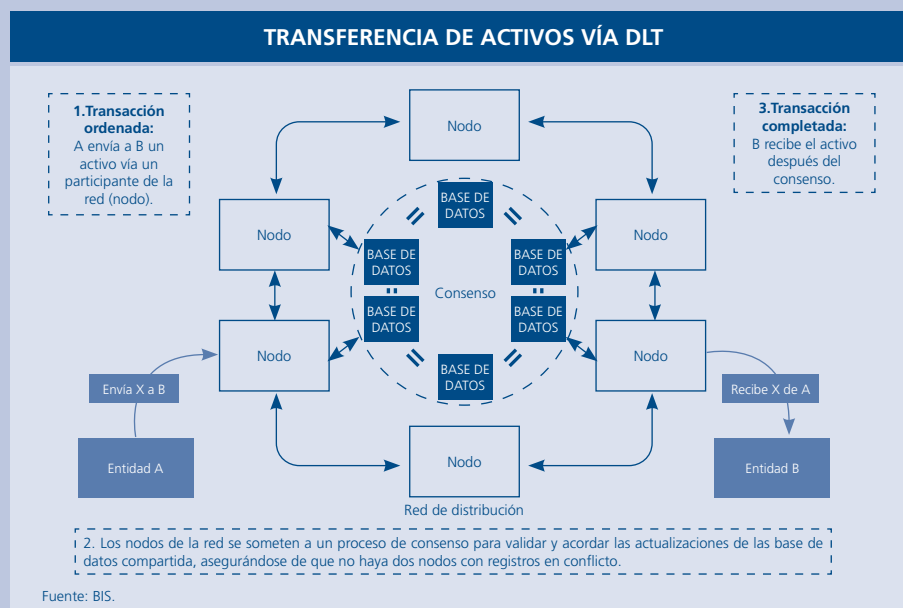 TRANSFERENCIA DE ACTIVOS VÍA DLT
1.Transacción
ordenada:
A envía a B un
activo vía un
participante de la
red (nodo).
3.Transacción
completada:
B recibe el activo
después del
consenso.
Nodo
BASE DE
DATOS
Nodo
Nodo
BASE DE
DATOS
BASE DE
DATOS
Consenso
BASE DE
DATOS
BASE DE
DATOS
Nodo
Nodo
BASE DE
DATOS
Envía X a B
Recibe X de A
Entidad A
Nodo
Entidad B
Red de distribución
2. Los nodos de la red se someten a un proceso de consenso para validar y acordar las actualizaciones de las base de
datos compartida, asegurándose de que no haya dos nodos con registros en conflicto.
Fuente: BIS.